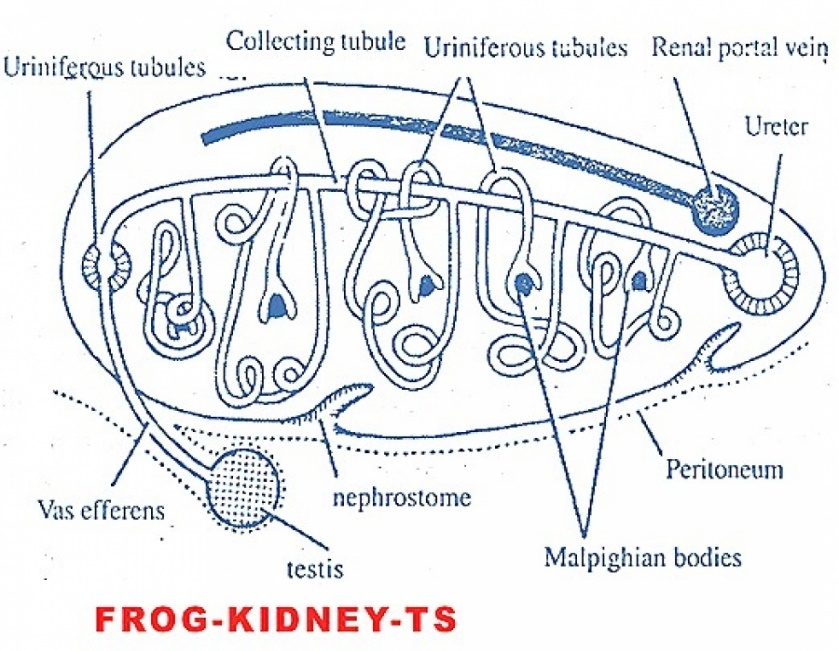 Collecting tubule
Uriniferous tubules
Renal portal vein
Uriniferous tubules
Ureter
Peritoneum
nephrostome
Vas efferens
Malpighian bodies
testis
FROG-KIDNEY-TS